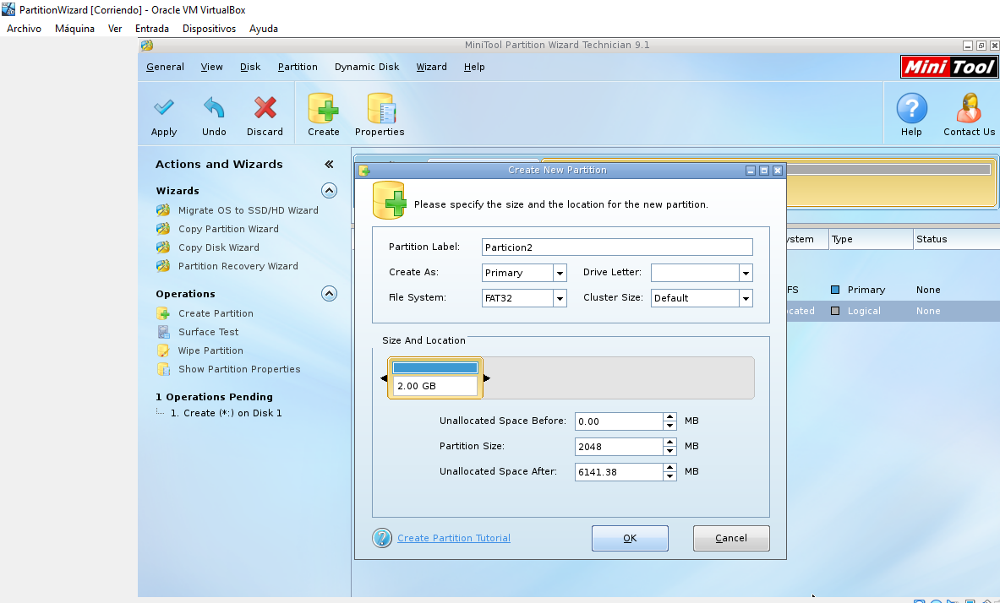 PartitionWizard [Corriendo] - Oracle VM VirtualBox
Archivo Máquina Ver Entrada Dispositivos Ayuda
MiniTool Partition Wizard Technician 9.1
General View Disk Partition Dynamic Disk Wizard Help
Mini Tool
Apply Undo Discard Create Properties Help Contact Us
Actions and Wizards
Wizards
Migrate OS to SSD/HD Wizard
Copy Partition Wizard
Copy Disk Wizard
Partition Recovery Wizard
Operations
Create Partition
Surface Test
Wipe Partition
Show Partition Properties
1 Operations Pending
1. Create (*:) on Disk 1
Create New Partition
Please specify the size and the location for the new partition.
Partition Label: Particion2
Create As: Primary Drive Letter:
File System: FAT32 Cluster Size: Default
Size And Location
2.00 GB
Unallocated Space Before: 0.00 MB
Partition Size: 2048 MB
Unallocated Space After: 6141.38 MB
Create Partition Tutorial OK Cancel
ystem Type Status
FS Primary None
ocated Logical None